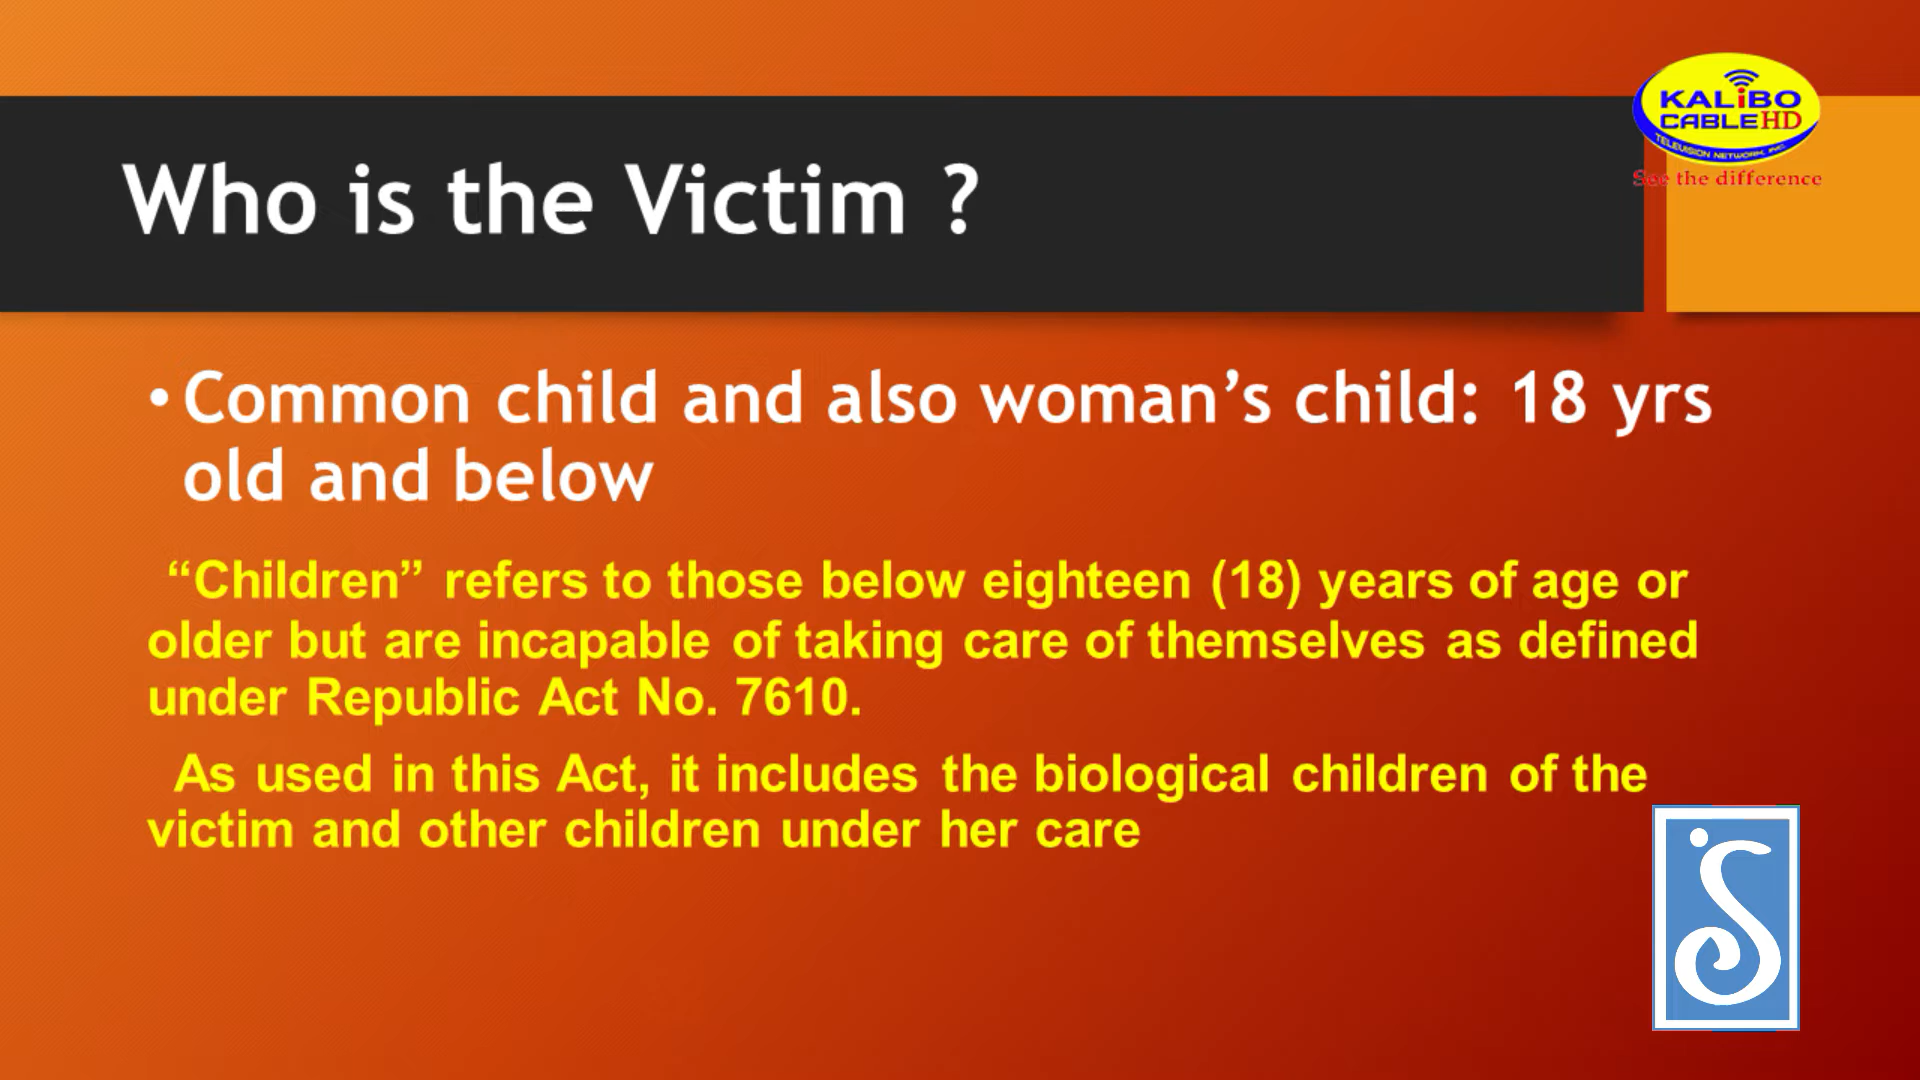 KALiBO
CABLE HD
TELEVISION NETWORK, INC.
See the difference
Who is the Victim ?
• Common child and also woman’s child: 18 yrs
old and below
“Children” refers to those below eighteen (18) years of age or
older but are incapable of taking care of themselves as defined
under Republic Act No. 7610.
As used in this Act, it includes the biological children of the
victim and other children under her care
S